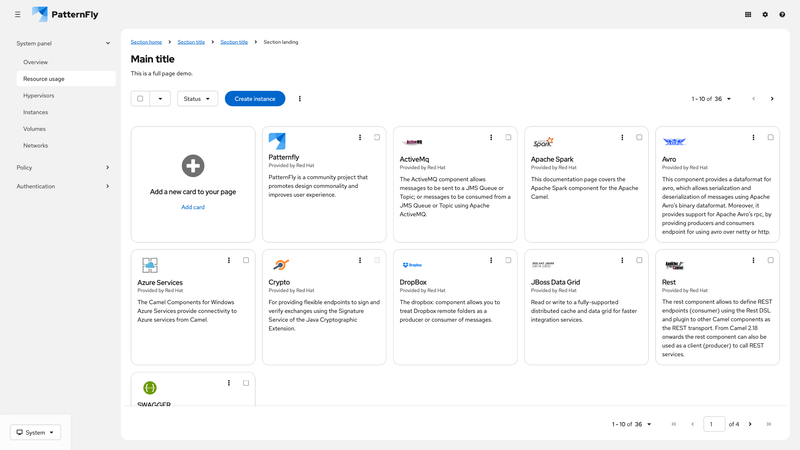 PatternFly
System panel
Overview
Resource usage
Hypervisors
Instances
Volumes
Networks
Policy
Authentication
System
Section home
Section title
Section title
Section landing
Main title
This is a full page demo.
Status
Create instance
1 - 10 of 36
Add a new card to your page
Add card
Patternfly
Provided by Red Hat
PatternFly is a community project that
promotes design commonality and
improves user experience.
ActiveMQ
ActiveMq
Provided by Red Hat
The ActiveMQ component allows
messages to be sent to a JMS Queue or
Topic; or messages to be consumed from a
JMS Queue or Topic using Apache
ActiveMQ.
Spark
Apache Spark
Provided by Red Hat
This documentation page covers the
Apache Spark component for the
Apache Camel.
Avro
Provided by Red Hat
This component provides a dataformat for
avro, which allows serialization and
deserialization of messages using Apache
Avro's binary dataformat. Moreover, it
provides support for Apache Avro's rpc, by
providing producers and consumers
endpoint for using avro over netty or http.
Azure Services
Provided by Red Hat
The Camel Components for Windows
Azure Services provide connectivity to
Azure services from Camel.
Crypto
Provided by Red Hat
For providing flexible endpoints to sign and
verify exchanges using the Signature
Service of the Java Cryptographic
Extension.
Dropbox
DropBox
Provided by Red Hat
The dropbox: component allows you to
treat Dropbox remote folders as a
producer or consumer of messages.
JBoss Data Grid
Provided by Red Hat
Read or write to a fully-supported
distributed cache and data grid for faster
integration services.
Rest
Provided by Red Hat
The rest component allows to define REST
endpoints (consumer) using the Rest DSL
and plugin to other Camel components as
the REST transport. From Camel 2.18
onwards the rest component can also be
used as a client (producer) to call REST
services.
SWAGGER
1 - 10 of 36
1
of 4